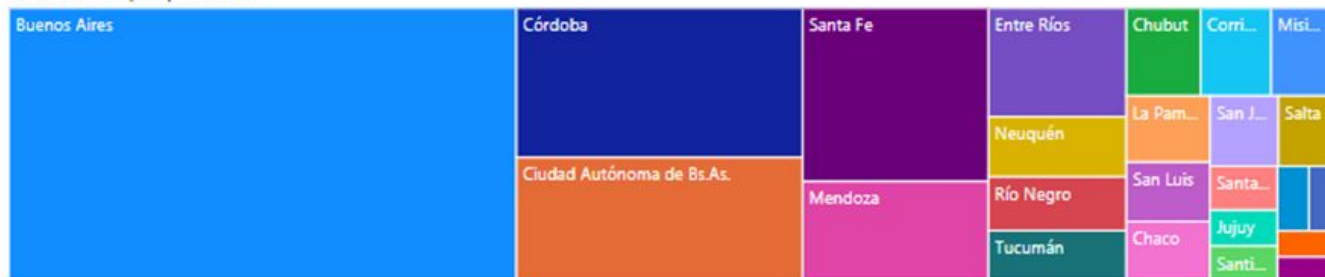 Buenos Aires
Córdoba
Ciudad Autónoma de Bs.As.
Santa Fe
Mendoza
Entre Ríos
Neuquén
Río Negro
Tucumán
Chubut
Corri...
Misi...
La Pam...
San J...
Salta
San Luis
Santa...
Chaco
Jujuy
Santi...